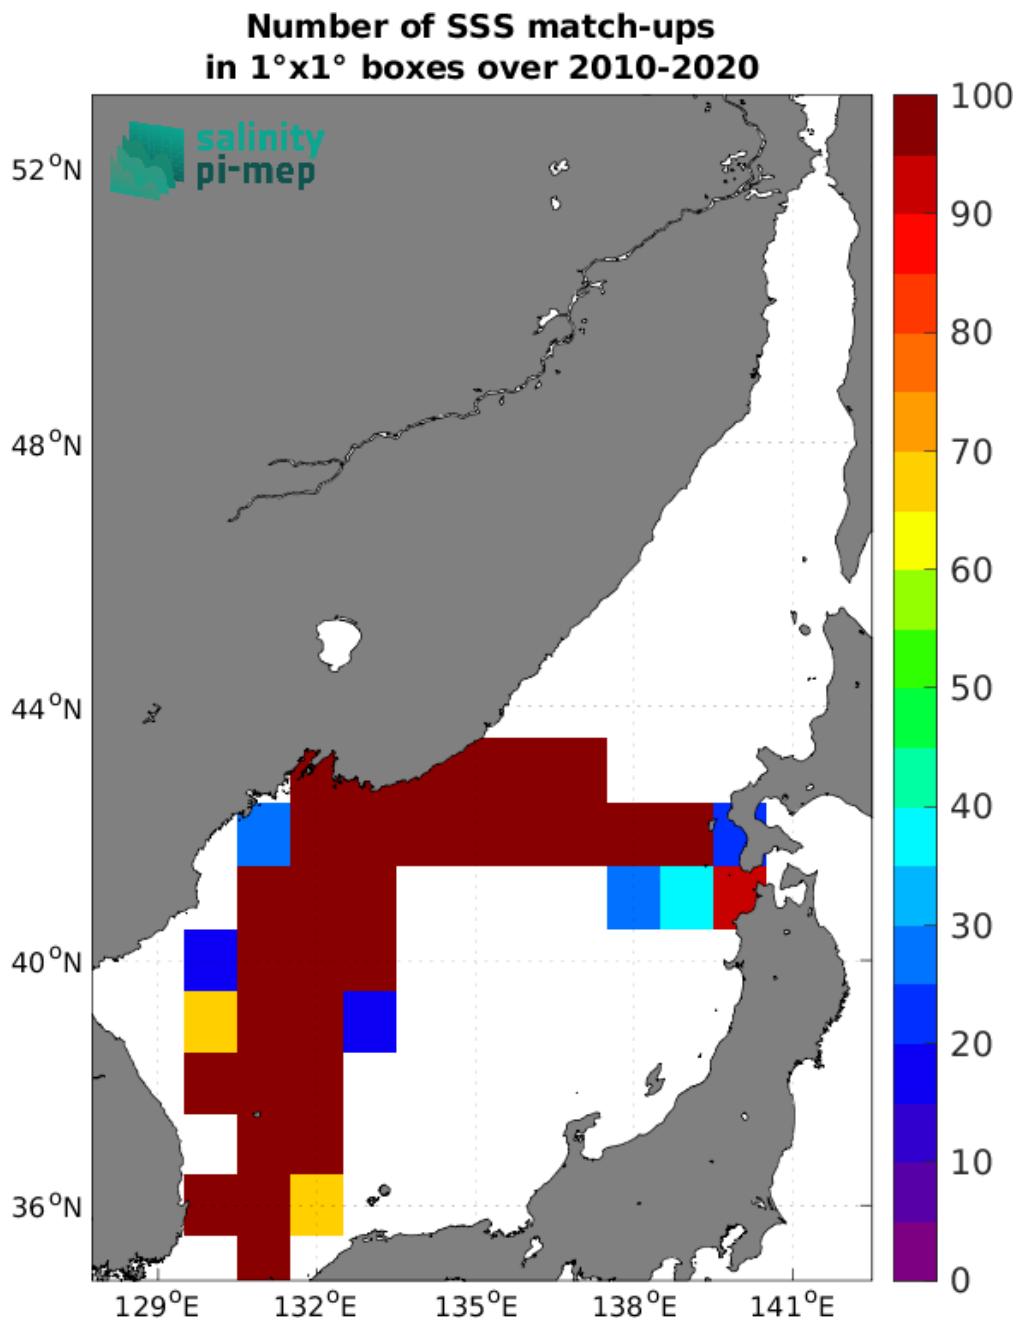 Number of SSS match-ups
in 1°x1° boxes over 2010-2020
salinity
pi-mep
52°N
48°N
44°N
40°N
36°N
129°E 132°E 135°E 138°E 141°E
100
90
80
70
60
50
40
30
20
10
0